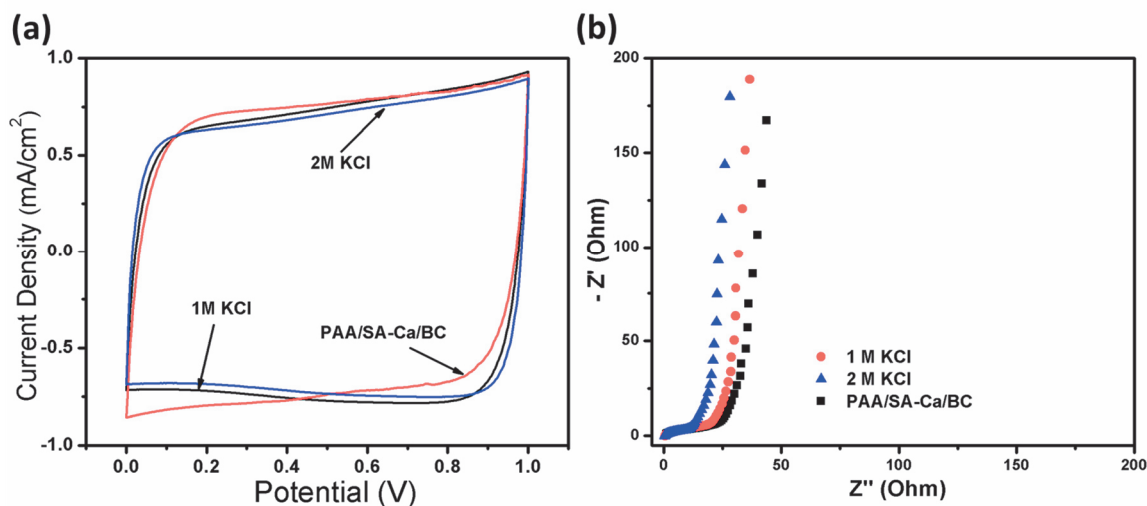 (a)
1.0
0.5
0.0
-0.5
-1.0
Current Density (mA/cm²)
2M KCl
1M KCl
PAA/SA-Ca/BC
0.0 0.2 0.4 0.6 0.8 1.0
Potential (V)
(b)
200
150
100
50
0
- Z' (Ohm)
1 M KCl
2 M KCl
PAA/SA-Ca/BC
0 50 100 150 200
Z'' (Ohm)